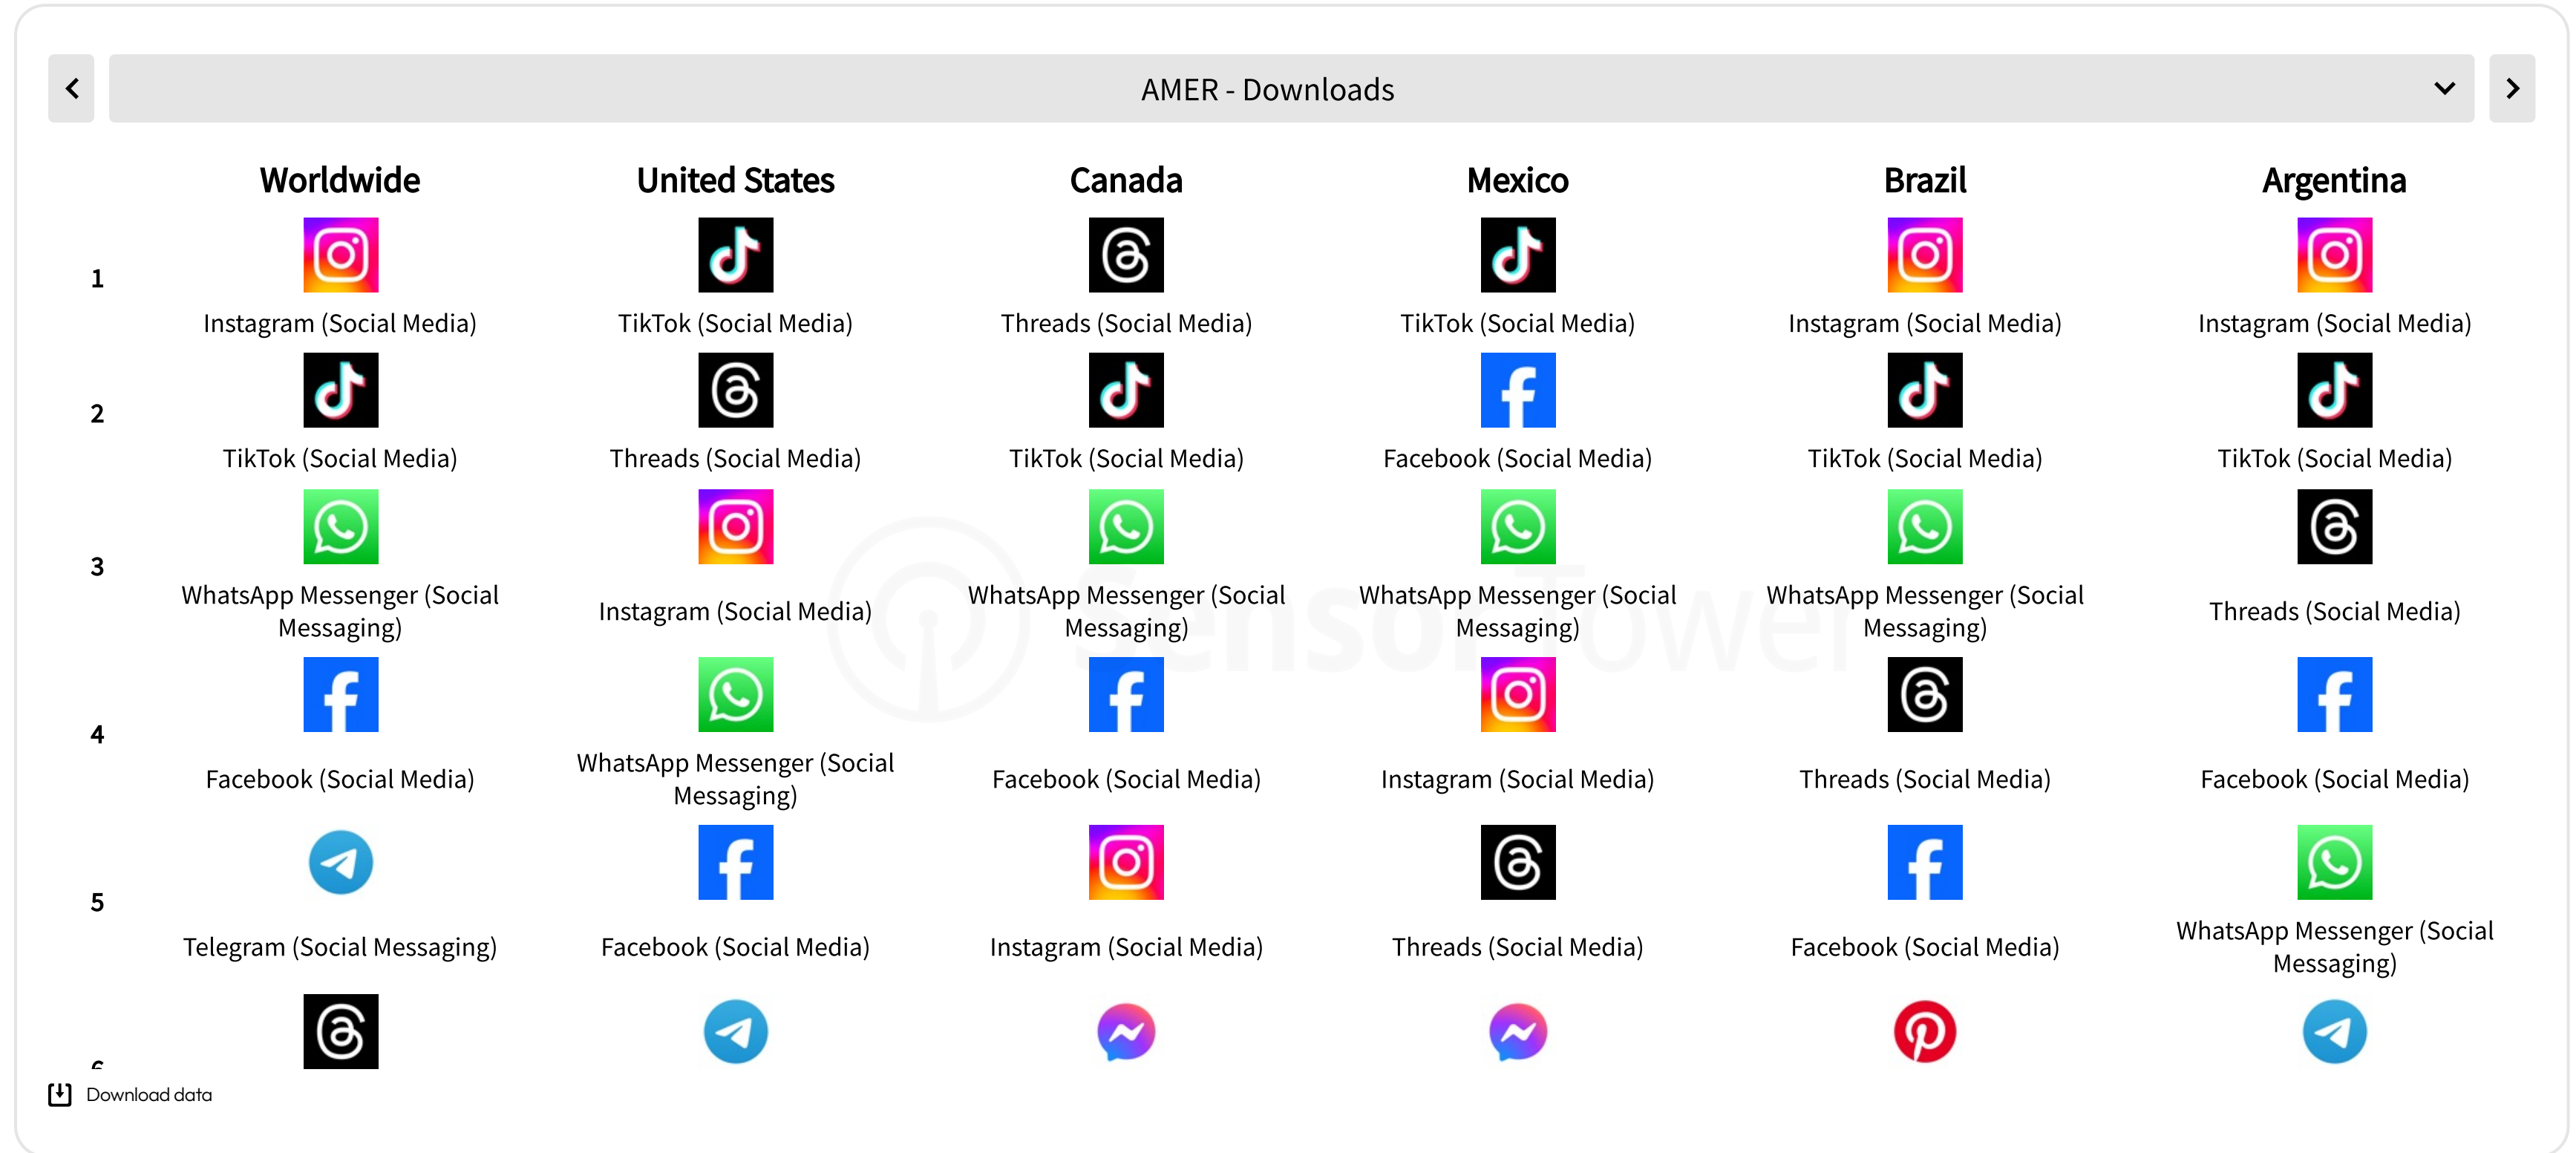 AMER - Downloads
Worldwide United States Canada Mexico Brazil Argentina
1
Instagram (Social Media) TikTok (Social Media) Threads (Social Media) TikTok (Social Media) Instagram (Social Media) Instagram (Social Media)
2
TikTok (Social Media) Threads (Social Media) TikTok (Social Media) Facebook (Social Media) TikTok (Social Media) TikTok (Social Media)
3
WhatsApp Messenger (Social Messaging) Instagram (Social Media) WhatsApp Messenger (Social Messaging) WhatsApp Messenger (Social Messaging) WhatsApp Messenger (Social Messaging) Threads (Social Media)
SensorTower
4
Facebook (Social Media) WhatsApp Messenger (Social Messaging) Facebook (Social Media) Instagram (Social Media) Threads (Social Media) Facebook (Social Media)
5
Telegram (Social Messaging) Facebook (Social Media) Instagram (Social Media) Threads (Social Media) Facebook (Social Media) WhatsApp Messenger (Social Messaging)
Download data